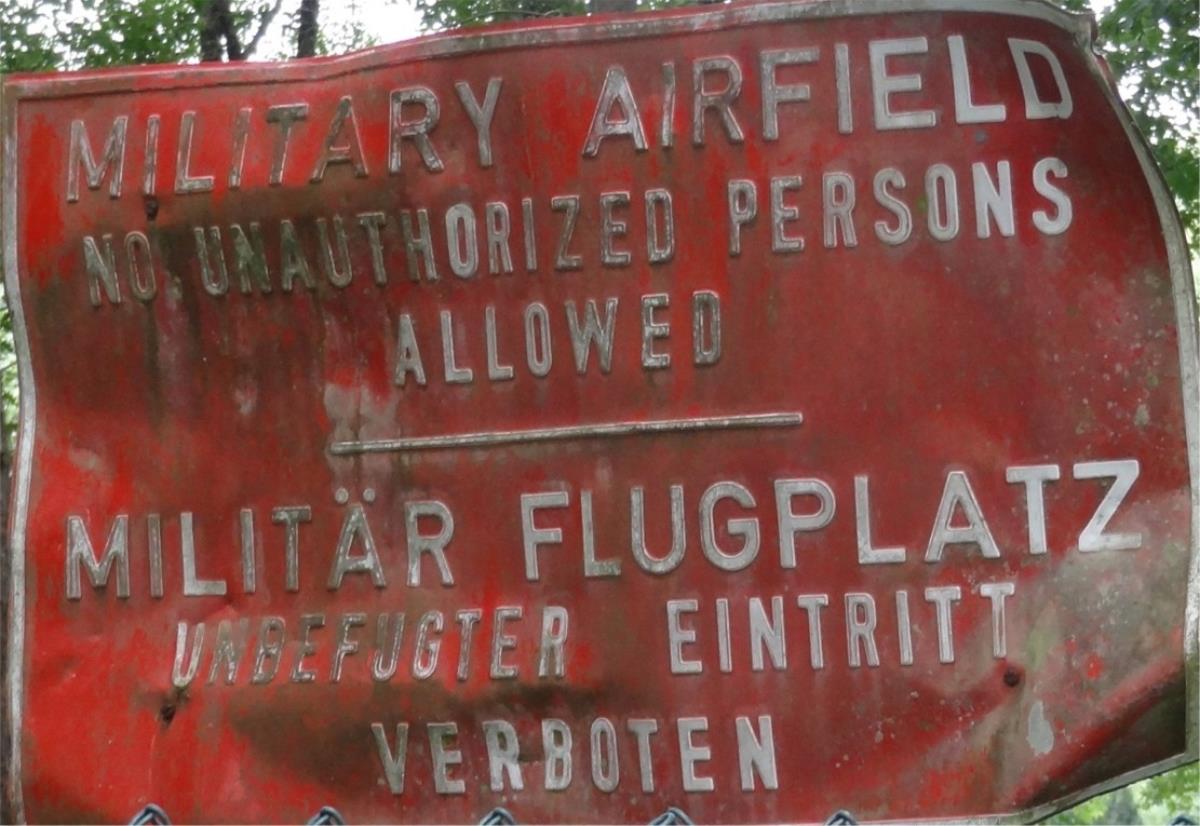 MILITARY AIRFIELD
NO UNAUTHORIZED PERSONS
ALLOWED
MILITÄR FLUGPLATZ
UNBEFUGTER EINTRITT
VERBOTEN